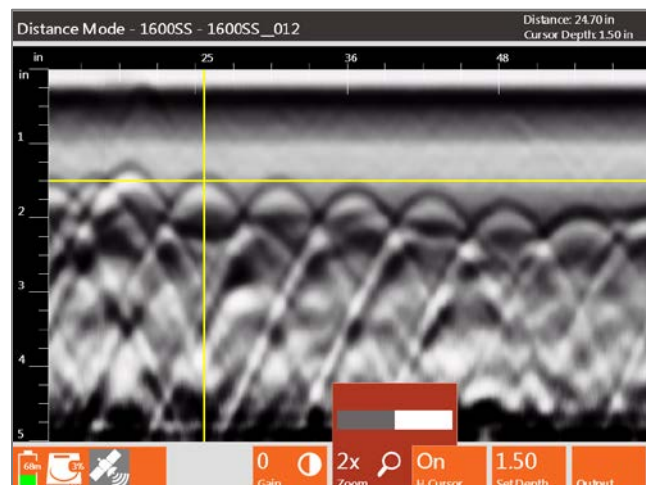 Distance Mode - 1600SS - 1600SS__012
Distance: 24.70 in
Cursor Depth: 1.50 in
in 25 36 48
in
1
2
3
4
5
68m 3% 0 2x On 1.50
Gain Zoom H.Cursor Set Depth Output